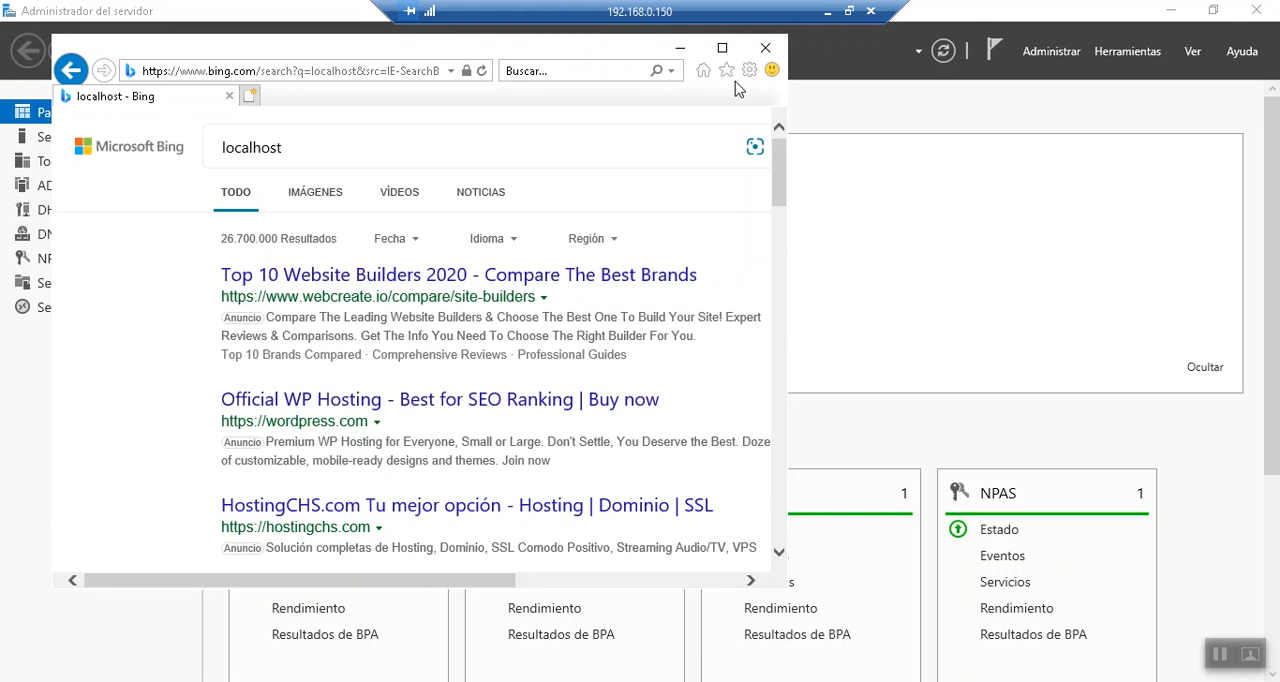 Administrador del servidor
192.168.0.150
Administrar Herramientas Ver Ayuda
https://www.bing.com/search?q=localhost&src=IE-SearchB
Buscar...
localhost - Bing
Pa
Se
To
AD
DH
DN
NP
Se
Se
Microsoft Bing
localhost
TODO IMÁGENES VÍDEOS NOTICIAS
26.700.000 Resultados Fecha Idioma Región
Top 10 Website Builders 2020 - Compare The Best Brands
https://www.webcreate.io/compare/site-builders
Anuncio Compare The Leading Website Builders & Choose The Best One To Build Your Site! Expert
Reviews & Comparisons. Get The Info You Need To Choose The Right Builder For You.
Top 10 Brands Compared · Comprehensive Reviews · Professional Guides
Official WP Hosting - Best for SEO Ranking | Buy now
https://wordpress.com
Anuncio Premium WP Hosting for Everyone, Small or Large. Don't Settle, You Deserve the Best. Doze
of customizable, mobile-ready designs and themes. Join now
HostingCHS.com Tu mejor opción - Hosting | Dominio | SSL
https://hostingchs.com
Anuncio Solución completas de Hosting, Dominio, SSL Comodo Positivo, Streaming Audio/TV, VPS
Ocultar
1
NPAS 1
Estado
Eventos
s
Servicios
Rendimiento Rendimiento Rendimiento Rendimiento
Resultados de BPA Resultados de BPA Resultados de BPA Resultados de BPA